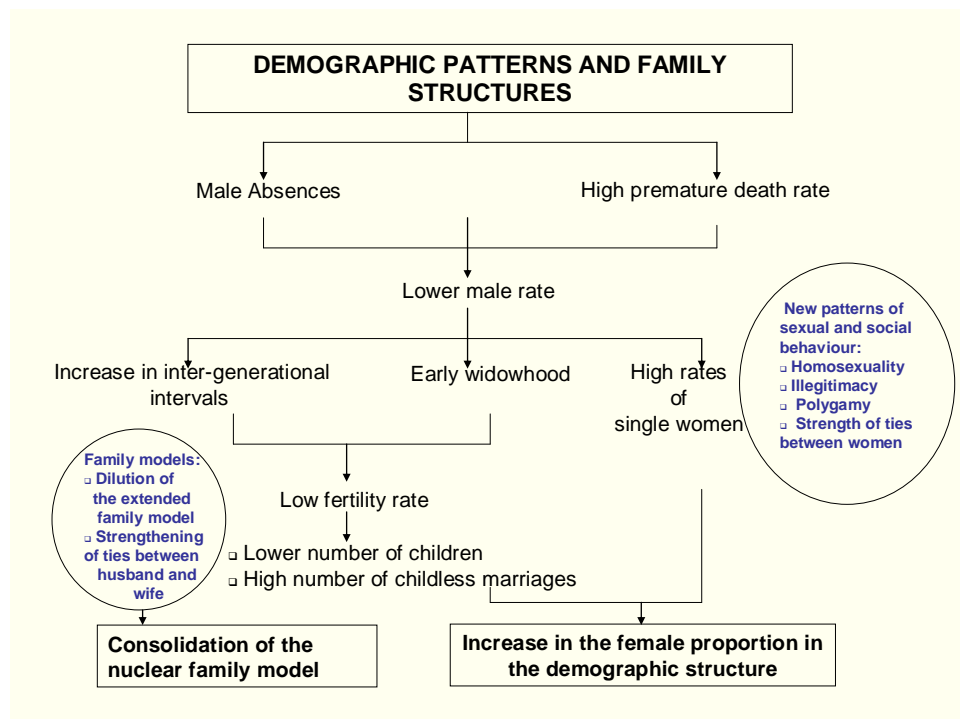 DEMOGRAPHIC PATTERNS AND FAMILY
STRUCTURES
Male Absences
High premature death rate
Lower male rate
Increase in inter-generational
intervals
Early widowhood
High rates
of
single women
New patterns of
sexual and social
behaviour:
❑ Homosexuality
❑ Illegitimacy
❑ Polygamy
❑ Strength of ties
between women
Family models:
❑ Dilution of
the extended
family model
❑ Strengthening
of ties between
husband and
wife
Low fertility rate
❑ Lower number of children
❑ High number of childless marriages
Consolidation of the
nuclear family model
Increase in the female proportion in
the demographic structure